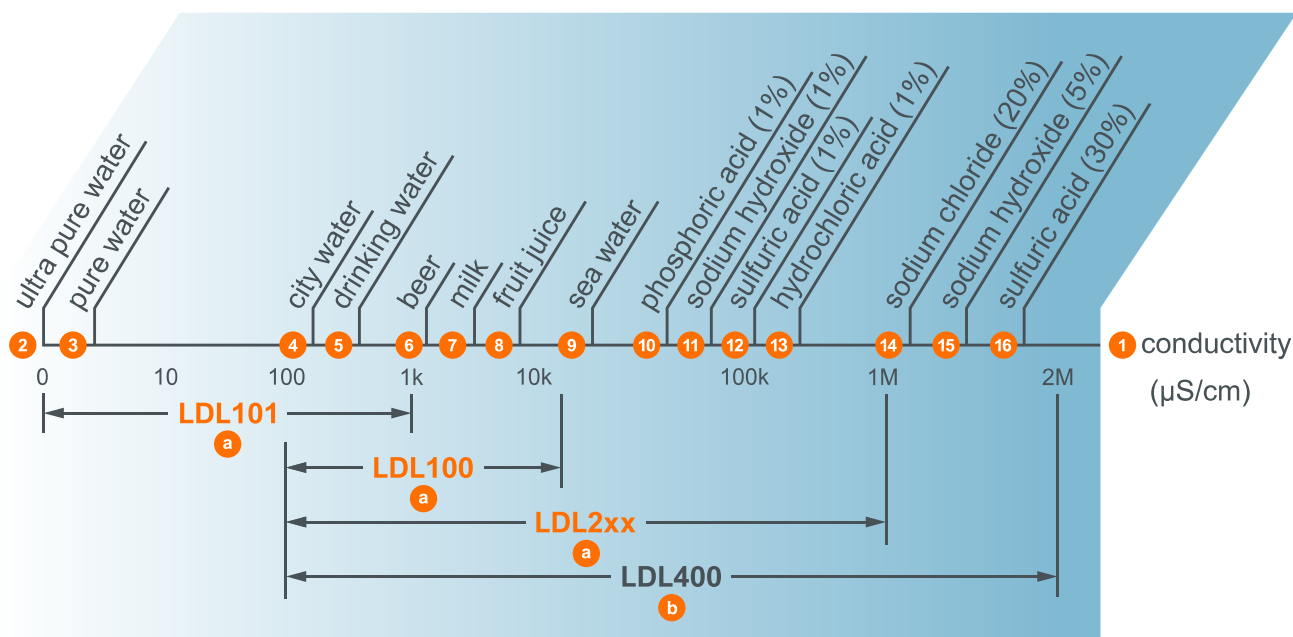 ultra pure water
pure water
city water
drinking water
beer
milk
fruit juice
sea water
phosphoric acid (1%)
sodium hydroxide (1%)
sulfuric acid (1%)
hydrochloric acid (1%)
sodium chloride (20%)
sodium hydroxide (5%)
sulfuric acid (30%)
2 3 4 5 6 7 8 9 10 11 12 13 14 15 16 1 conductivity
0 10 100 1k 10k 100k 1M 2M (µS/cm)
LDL101
a
LDL100
a
LDL2xx
a
LDL400
b